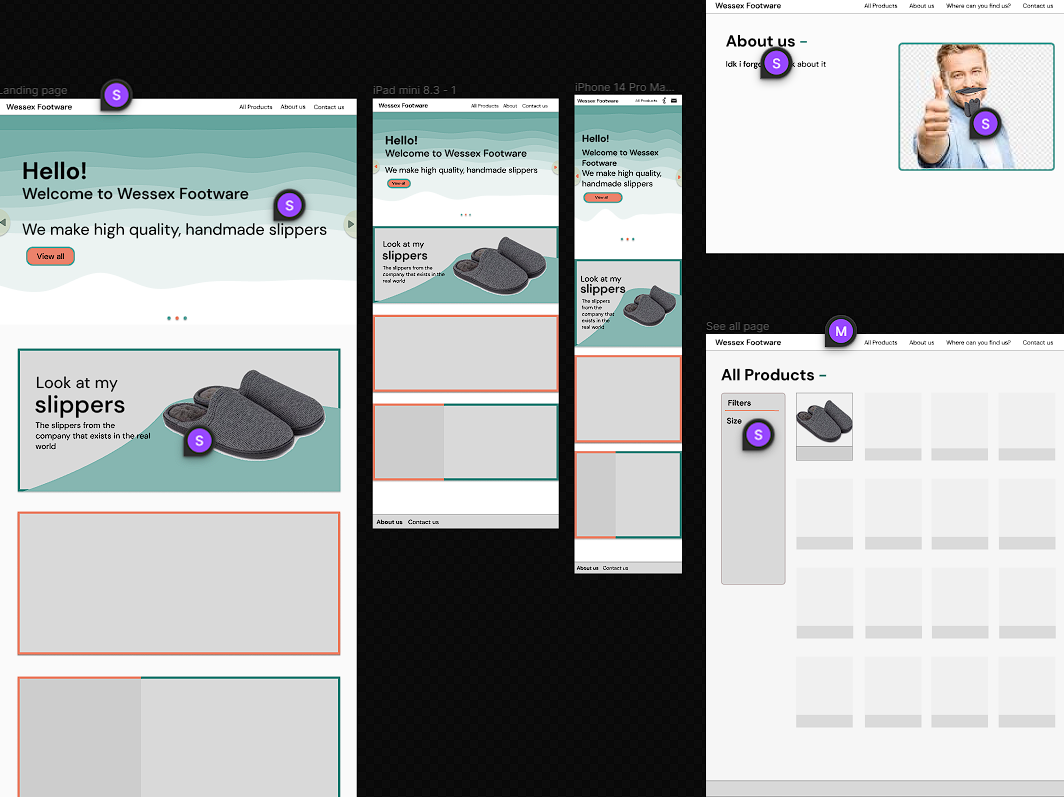 Landing page
S
Wessex Footware
All Products About us Contact us
Hello!
Welcome to Wessex Footware
S
We make high quality, handmade slippers
View all
Look at my
slippers
The slippers from the
company that exists in the real
world
S
iPad mini 8.3 - 1
Wessex Footware
All Products About Contact us
Hello!
Welcome to Wessex Footware
We make high quality, handmade slippers
View all
Look at my
slippers
The slippers from the
company that exists in the
real world
About us Contact us
iPhone 14 Pro Ma...
Wessex Footware
All Products
Hello!
Welcome to Wessex
Footware
We make high quality,
handmade slippers
View all
Look at my
slippers
The slippers
from the
company that
exists in the
real world
About us Contact us
Wessex Footware
All Products About us Where can you find us? Contact us
About us -
Idk i forgo S k about it
S
See all page
M
Wessex Footware
All Products About us Where can you find us? Contact us
All Products -
Filters
Size
S